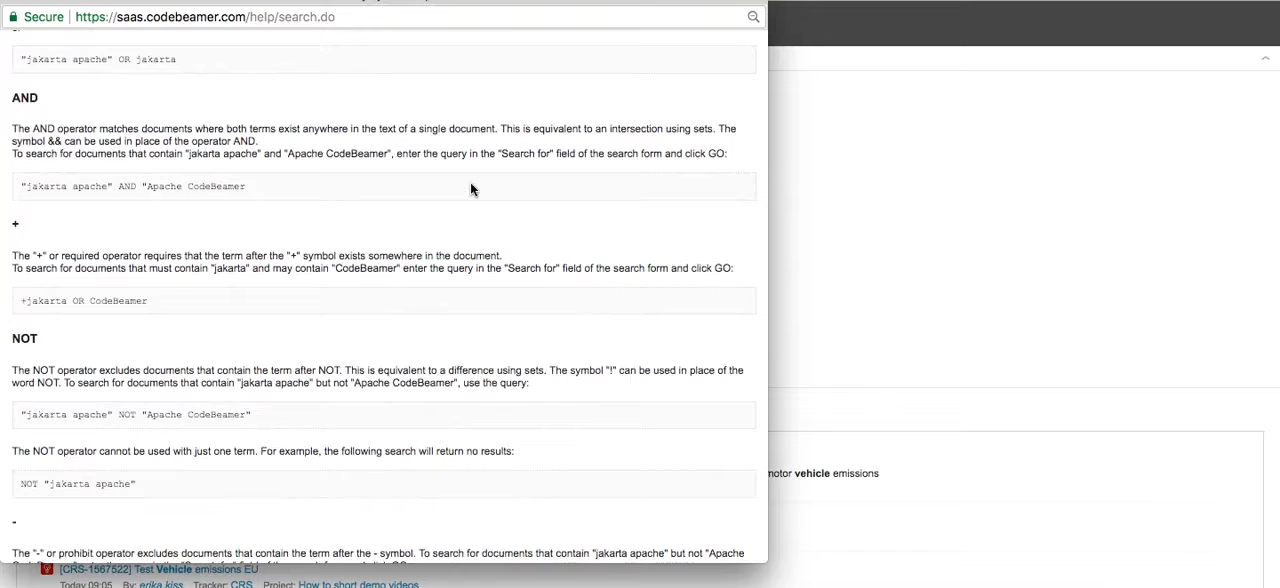 Secure | https://saas.codebeamer.com/help/search.do
"jakarta apache" OR jakarta
AND
The AND operator matches documents where both terms exist anywhere in the text of a single document. This is equivalent to an intersection using sets. The
symbol && can be used in place of the operator AND.
To search for documents that contain "jakarta apache" and "Apache CodeBeamer", enter the query in the "Search for" field of the search form and click GO:
"jakarta apache" AND "Apache CodeBeamer
+
The "+" or required operator requires that the term after the "+" symbol exists somewhere in the document.
To search for documents that must contain "jakarta" and may contain "CodeBeamer" enter the query in the "Search for" field of the search form and click GO:
+jakarta OR CodeBeamer
NOT
The NOT operator excludes documents that contain the term after NOT. This is equivalent to a difference using sets. The symbol "!" can be used in place of the
word NOT. To search for documents that contain "jakarta apache" but not "Apache CodeBeamer", use the query:
"jakarta apache" NOT "Apache CodeBeamer"
The NOT operator cannot be used with just one term. For example, the following search will return no results:
motor vehicle emissions
NOT "jakarta apache"
-
The "-" or prohibit operator excludes documents that contain the term after the - symbol. To search for documents that contain "jakarta apache" but not "Apache
[CRS-1567522] Test Vehicle emissions EU
Today 09:05 By: erika.kiss Tracker: CRS Project: How to short demo videos